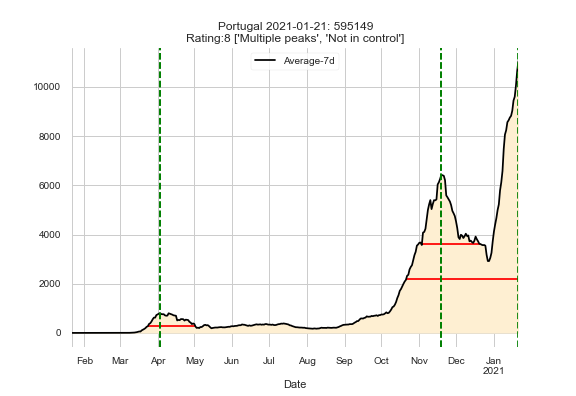 Portugal 2021-01-21: 595149
Rating:8 ['Multiple peaks', 'Not in control']
Average-7d
10000
8000
6000
4000
2000
0
Feb Mar Apr May Jun Jul Aug Sep Oct Nov Dec Jan
2021
Date